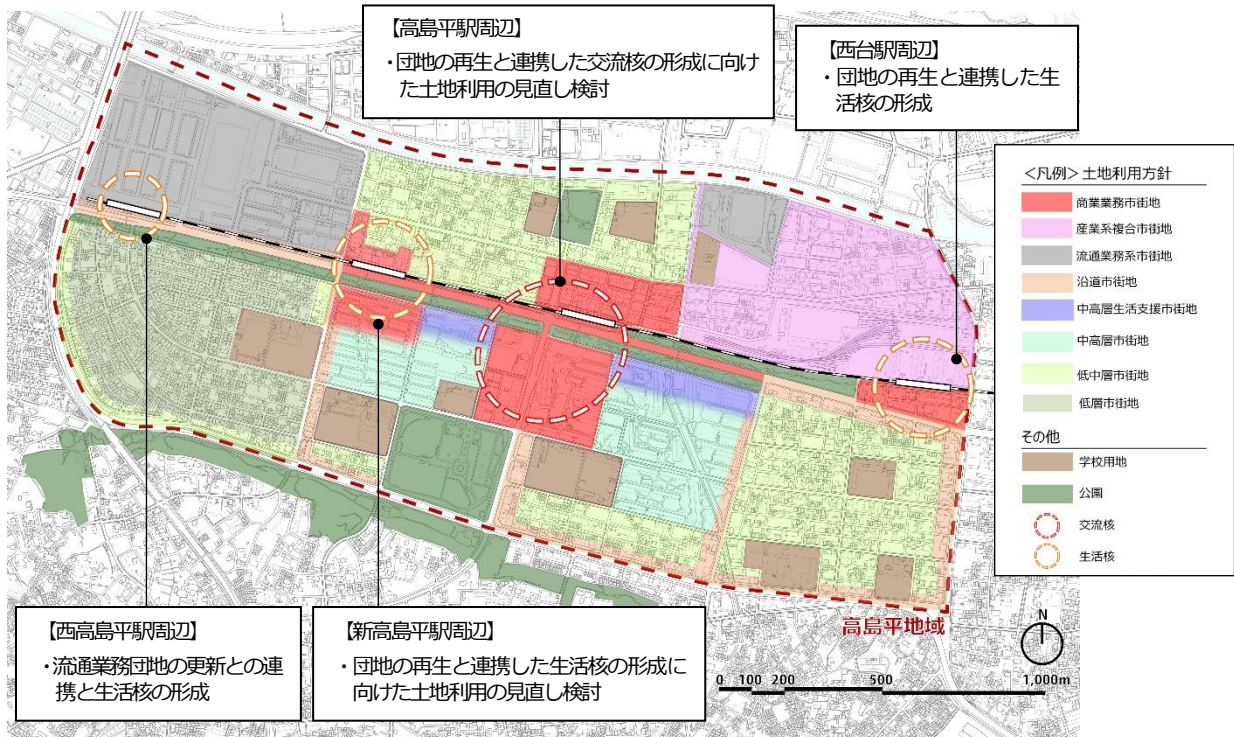 【高島平駅周辺】
・団地の再生と連携した交流核の形成に向け
た土地利用の見直し検討
【西台駅周辺】
・団地の再生と連携した生
活核の形成
<凡例>土地利用方針
商業業務市街地
産業系複合市街地
流通業務系市街地
沿道市街地
中高層生活支援市街地
中高層市街地
低中層市街地
低層市街地
その他
学校用地
公園
交流核
生活核
【西高島平駅周辺】
・流通業務団地の更新との連
携と生活核の形成
【新高島平駅周辺】
・団地の再生と連携した生活核の形成に
向けた土地利用の見直し検討
高島平地域
N
0 100 200 500 1,000m